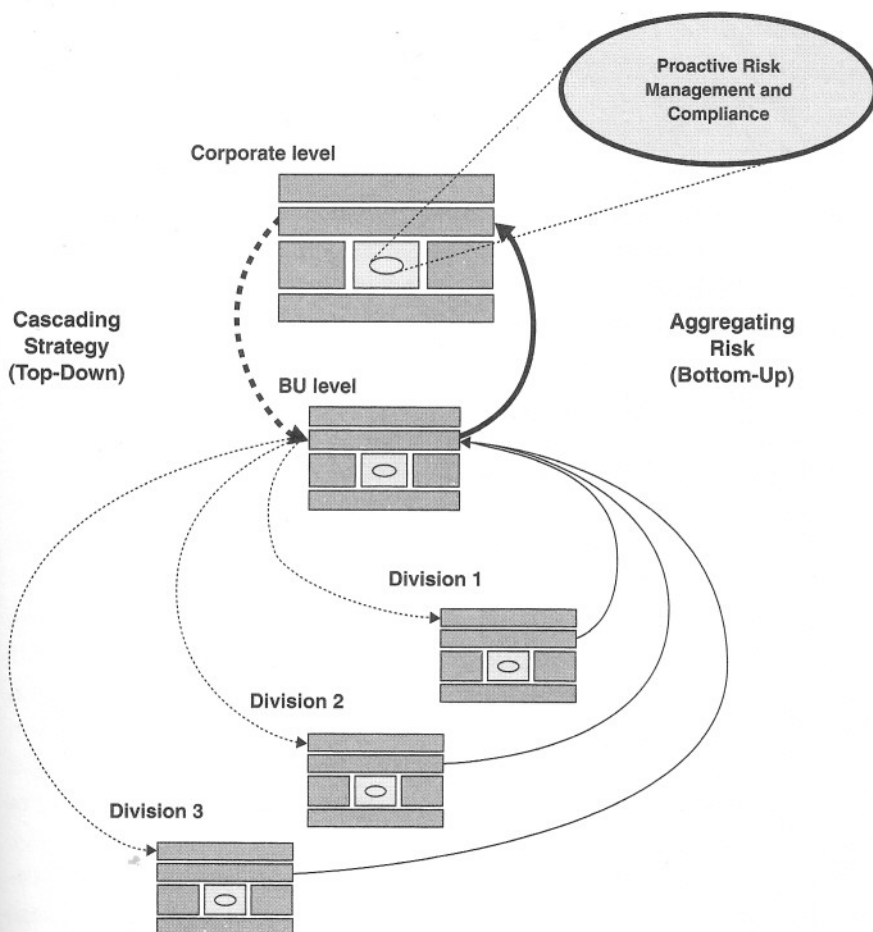 Proactive Risk
Management and
Compliance
Corporate level
Cascading
Strategy
(Top-Down)
Aggregating
Risk
(Bottom-Up)
BU level
Division 1
Division 2
Division 3